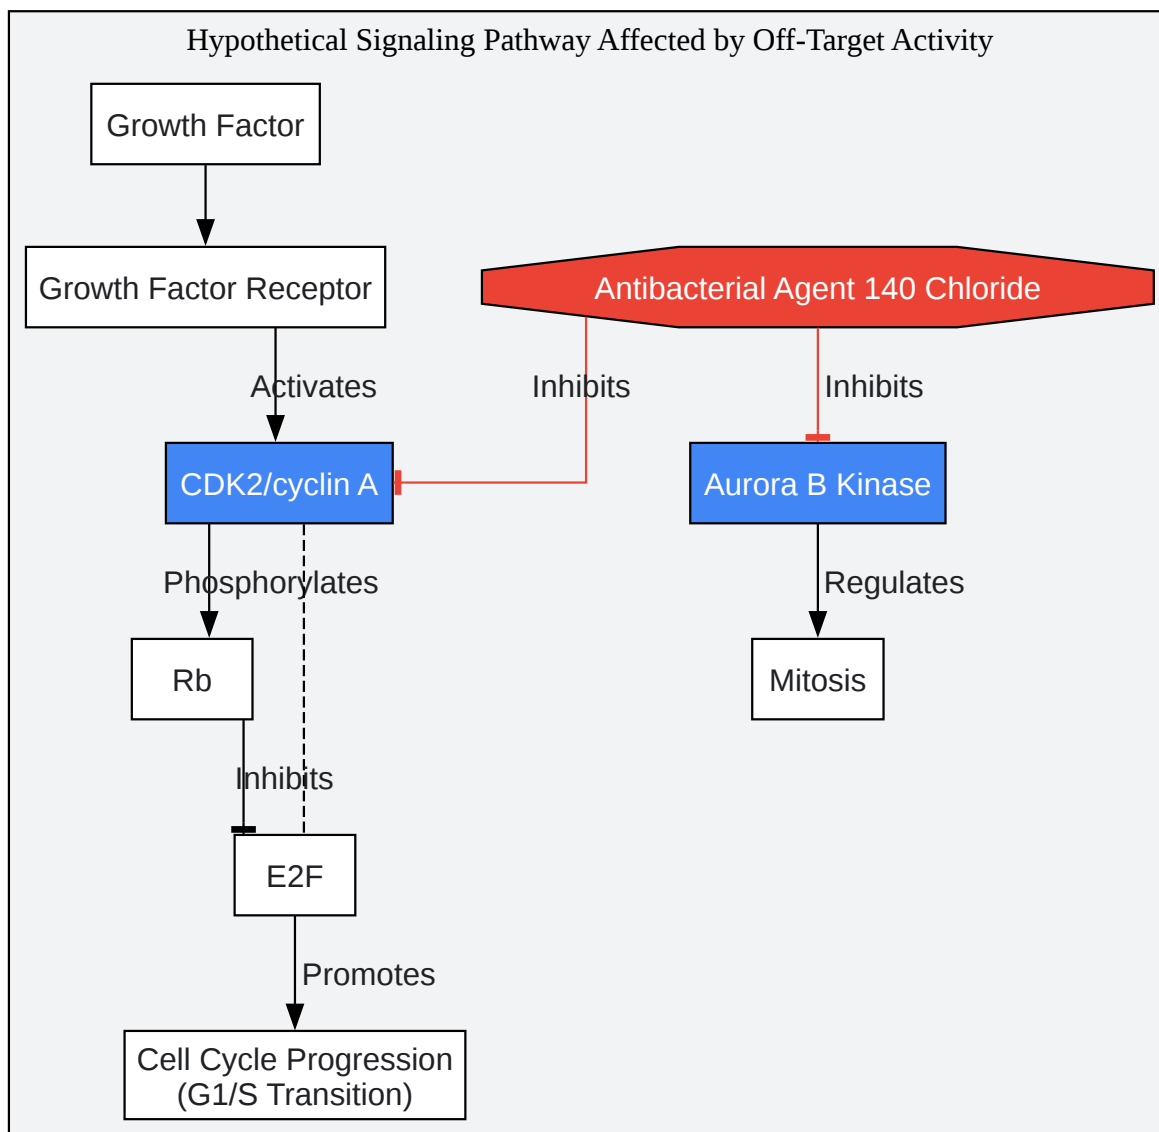 Hypothetical Signaling Pathway Affected by Off-Target Activity
Growth Factor
Growth Factor Receptor
Antibacterial Agent 140 Chloride
Activates
Inhibits
Inhibits
CDK2/cyclin A
Aurora B Kinase
Phosphorylates
Regulates
Rb
Mitosis
Inhibits
E2F
Promotes
Cell Cycle Progression
(G1/S Transition)